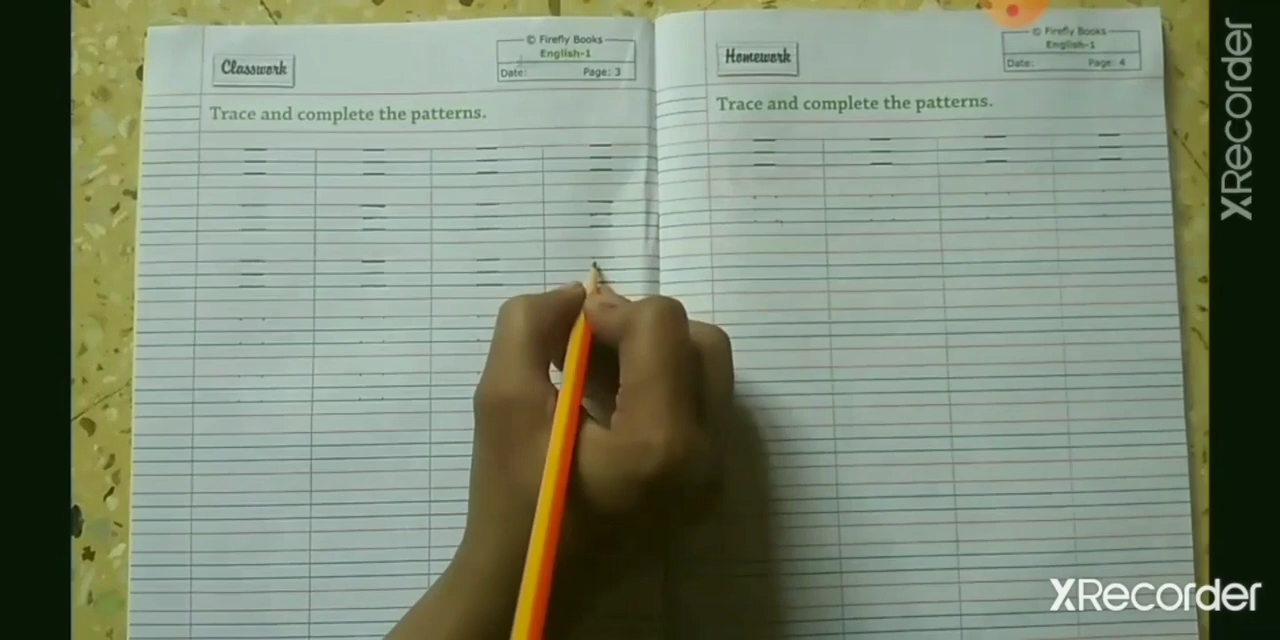 Classwork
© Firefly Books
English-1
Date: Page: 3
Trace and complete the patterns.
Homework
© Firefly Books
English-1
Date: Page: 4
Trace and complete the patterns.
XRecorder
XRecorder